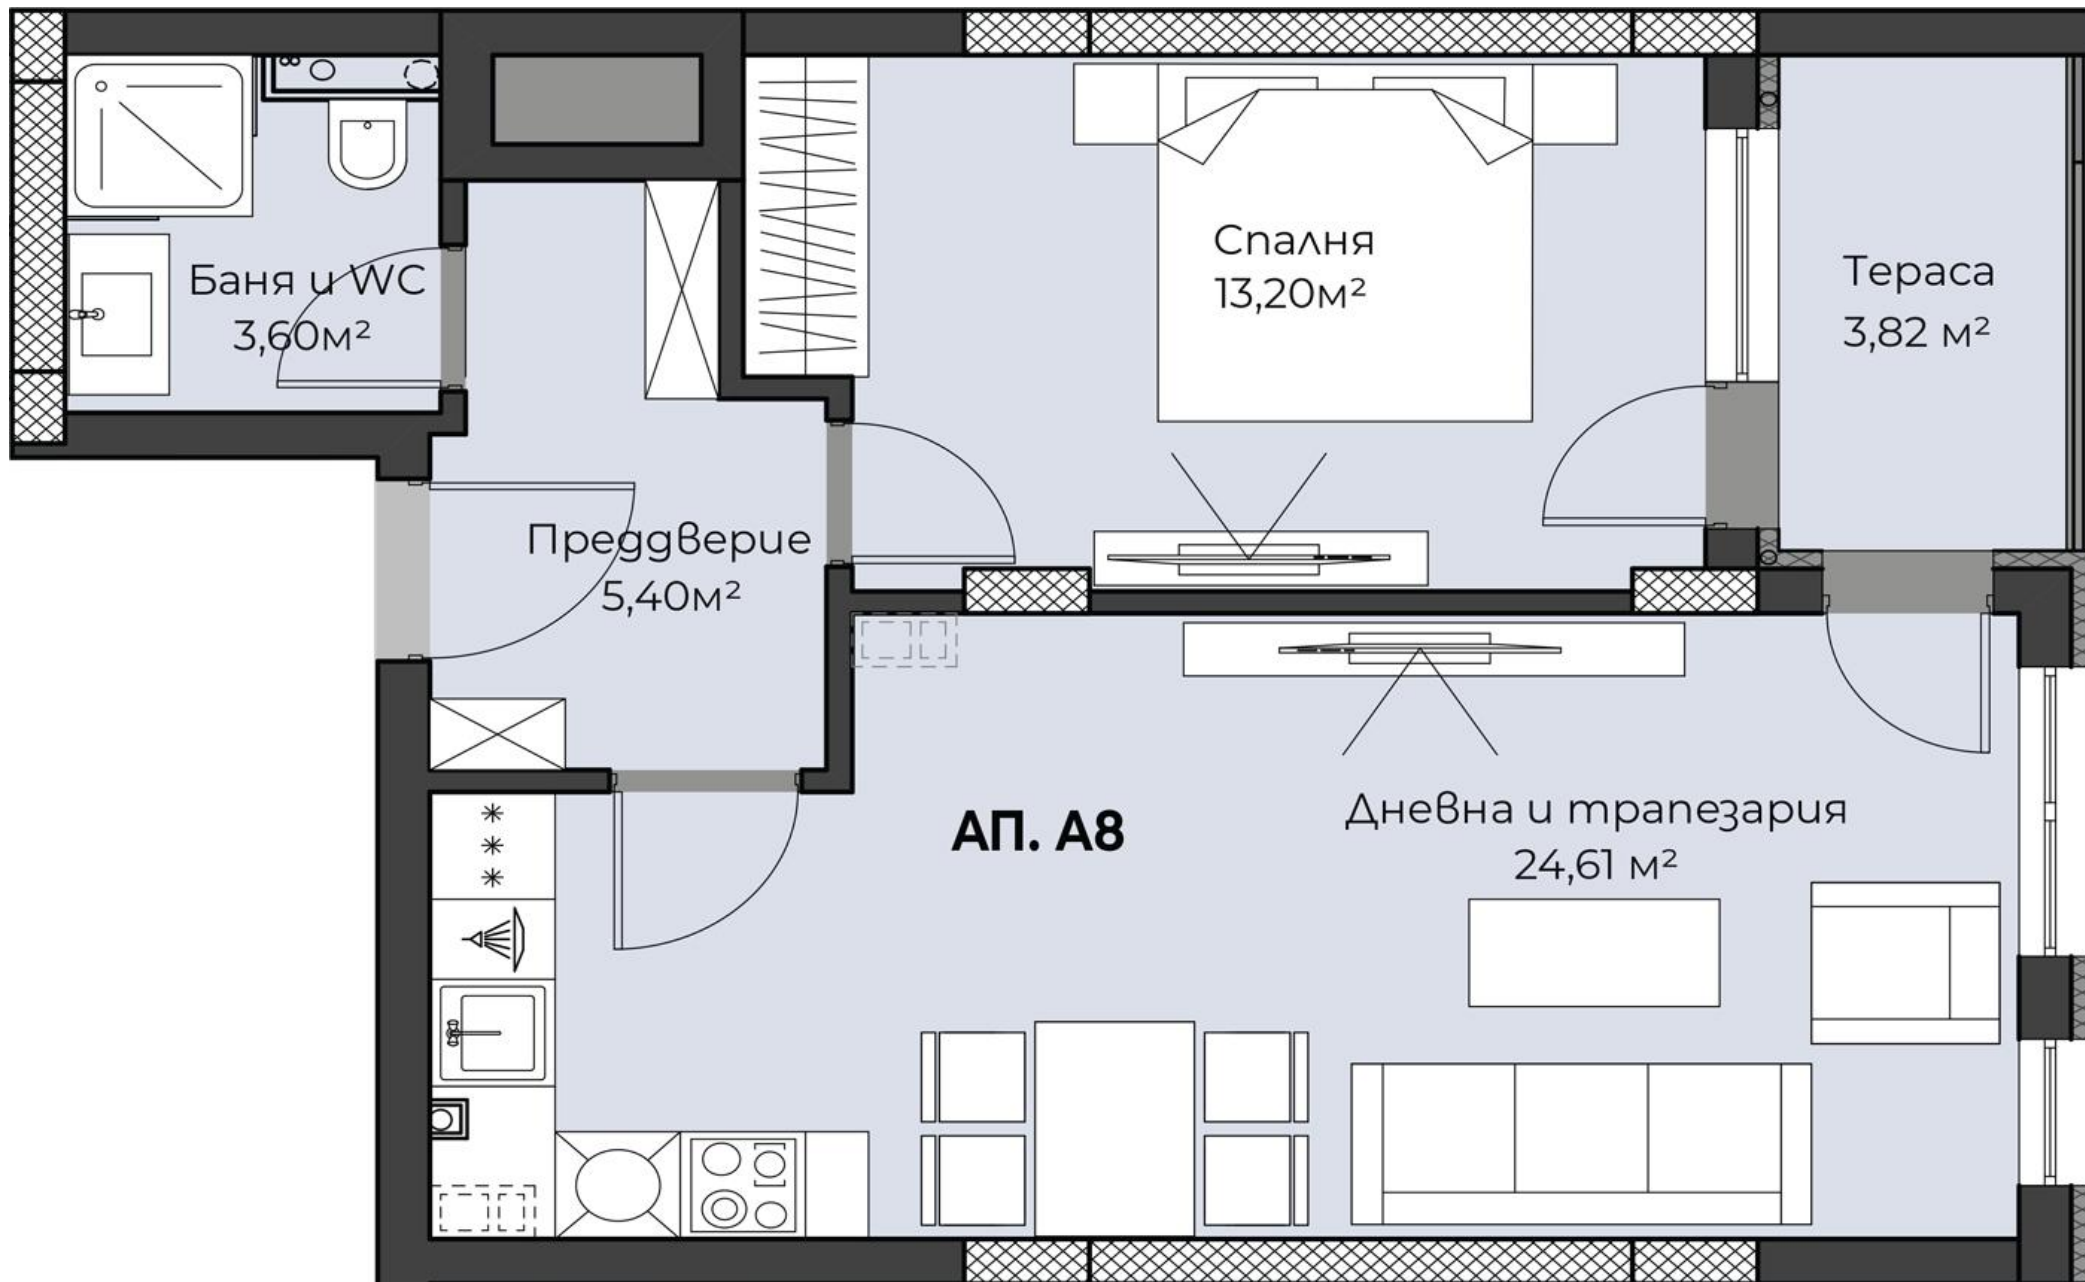 Баня и WC
3,60м²
Спалня
13,20м²
Тераса
3,82 м²
Преддверие
5,40м²
АП. А8
Дневна и трапезария
24,61 м²